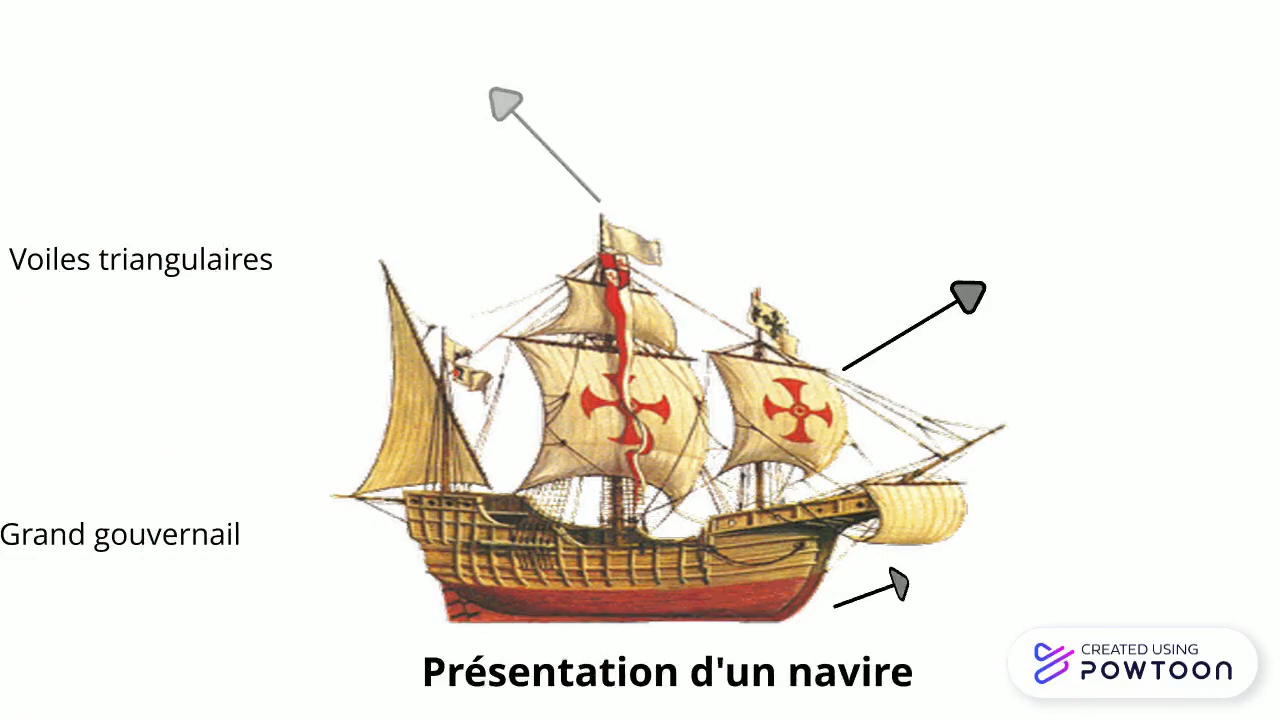 Voiles triangulaires
Grand gouvernail
Présentation d'un navire
CREATED USING
POWTOON